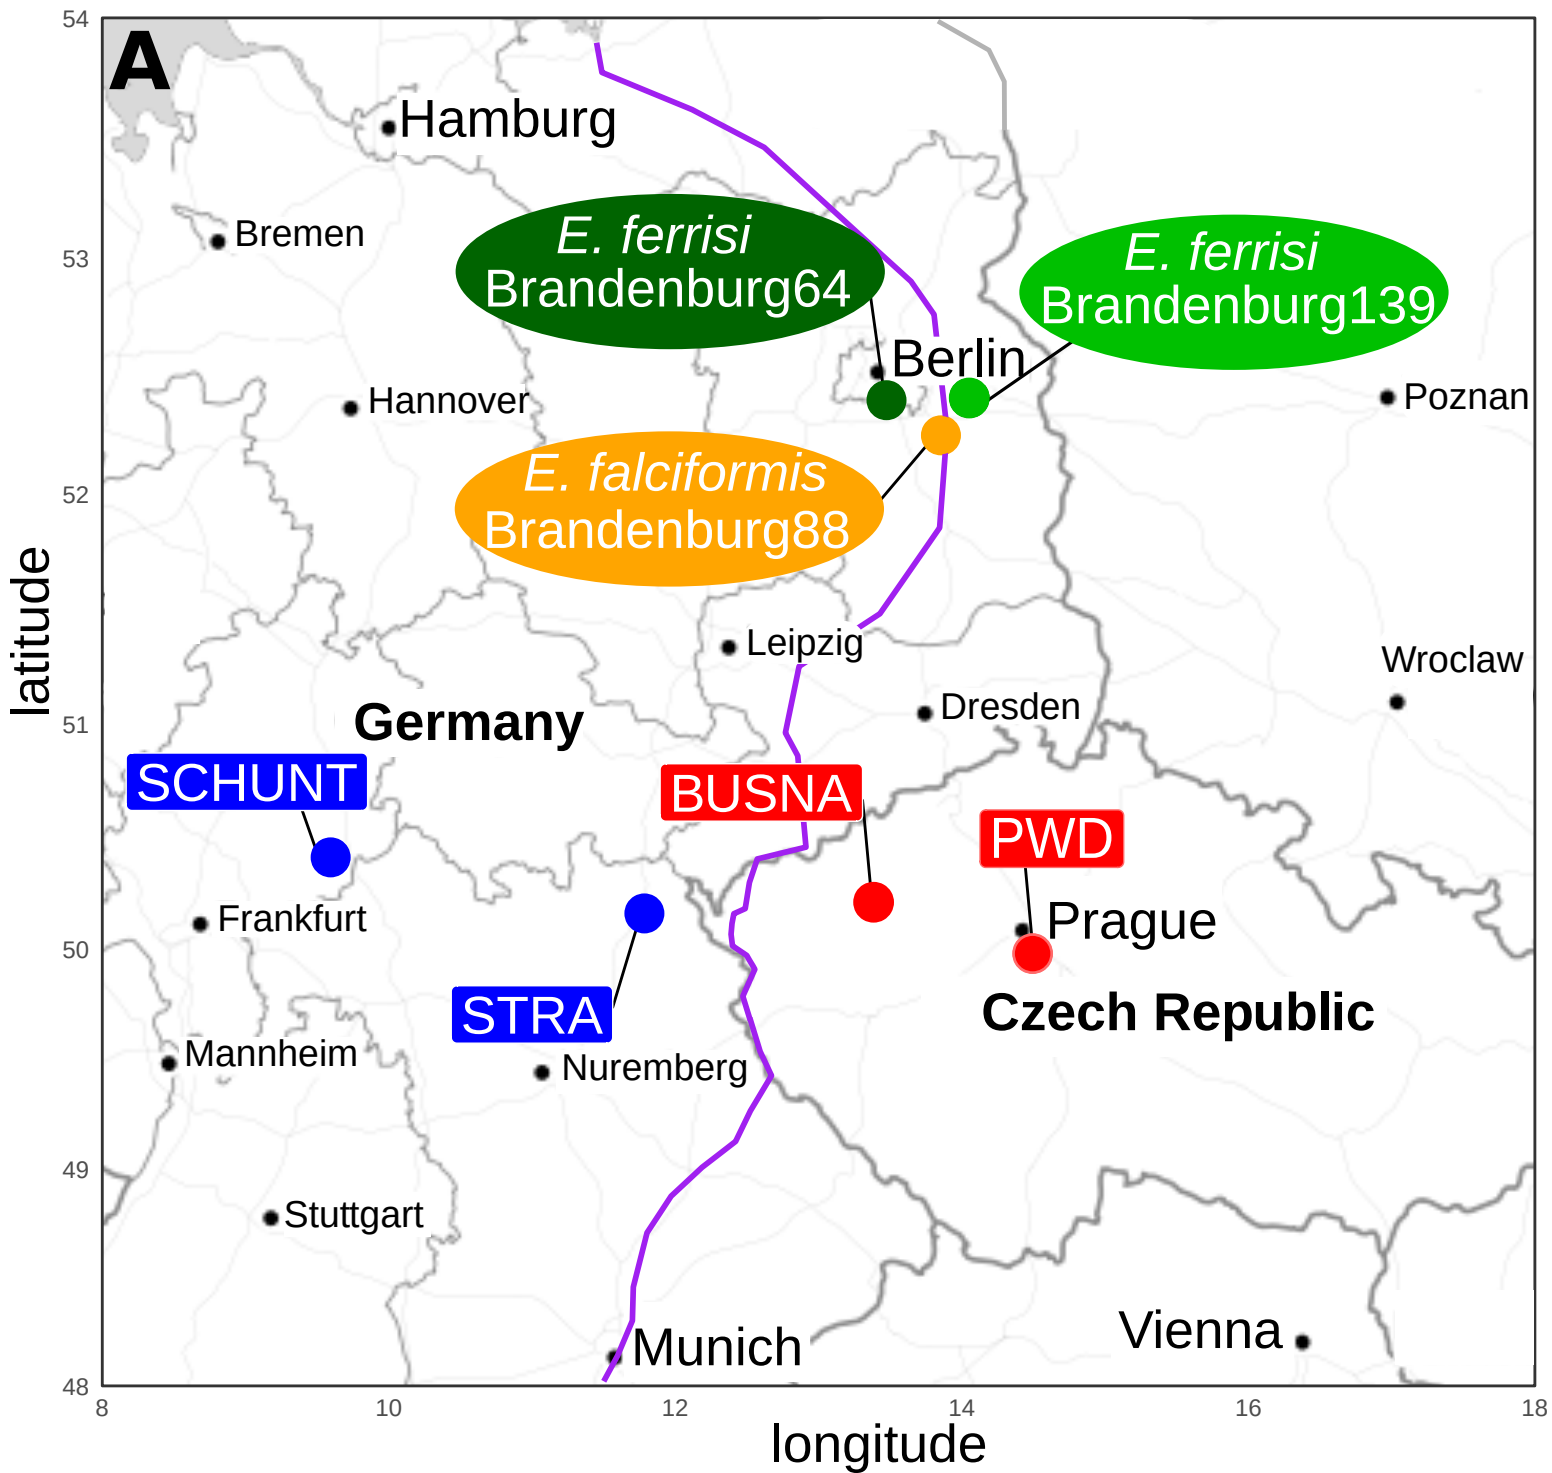 54
A
Hamburg
Bremen
53
E. ferrisi
Brandenburg64
E. ferrisi
Brandenburg139
Berlin
Hannover
Poznan
52
E. falciformis
Brandenburg88
latitude
Leipzig
Wroclaw
51
Germany
Dresden
SCHUNT
BUSNA
PWD
Frankfurt
Prague
50
STRA
Czech Republic
Mannheim
Nuremberg
49
Stuttgart
Munich
Vienna
48
8
10
12
14
16
18
longitude